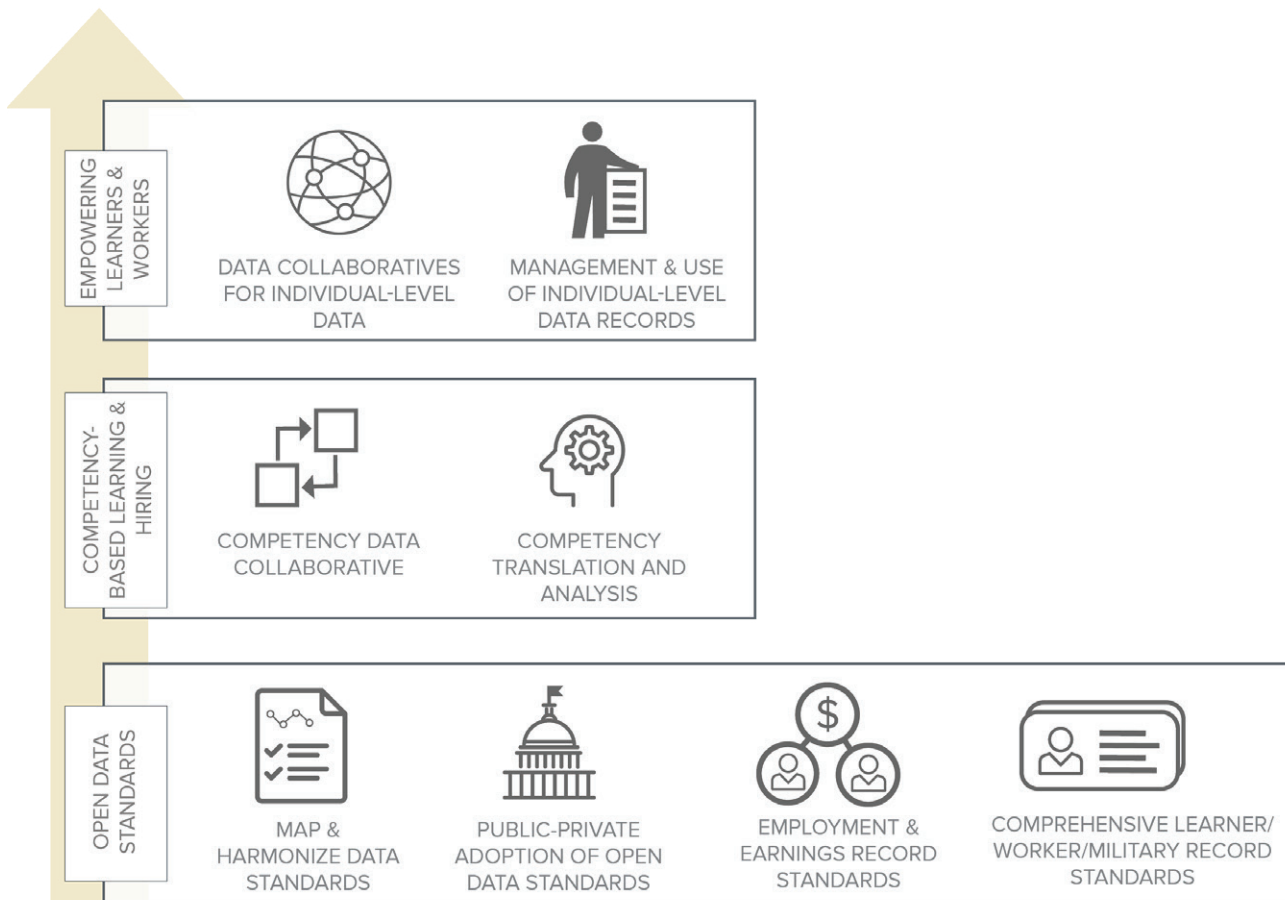 EMPOWERING
LEARNERS &
WORKERS
DATA COLLABORATIVES
FOR INDIVIDUAL-LEVEL
DATA
MANAGEMENT & USE
OF INDIVIDUAL-LEVEL
DATA RECORDS
COMPETENCY-
BASED LEARNING &
HIRING
COMPETENCY DATA
COLLABORATIVE
COMPETENCY
TRANSLATION AND
ANALYSIS
OPEN DATA
STANDARDS
$
MAP &
HARMONIZE DATA
STANDARDS
PUBLIC-PRIVATE
ADOPTION OF OPEN
DATA STANDARDS
EMPLOYMENT &
EARNINGS RECORD
STANDARDS
COMPREHENSIVE LEARNER/
WORKER/MILITARY RECORD
STANDARDS